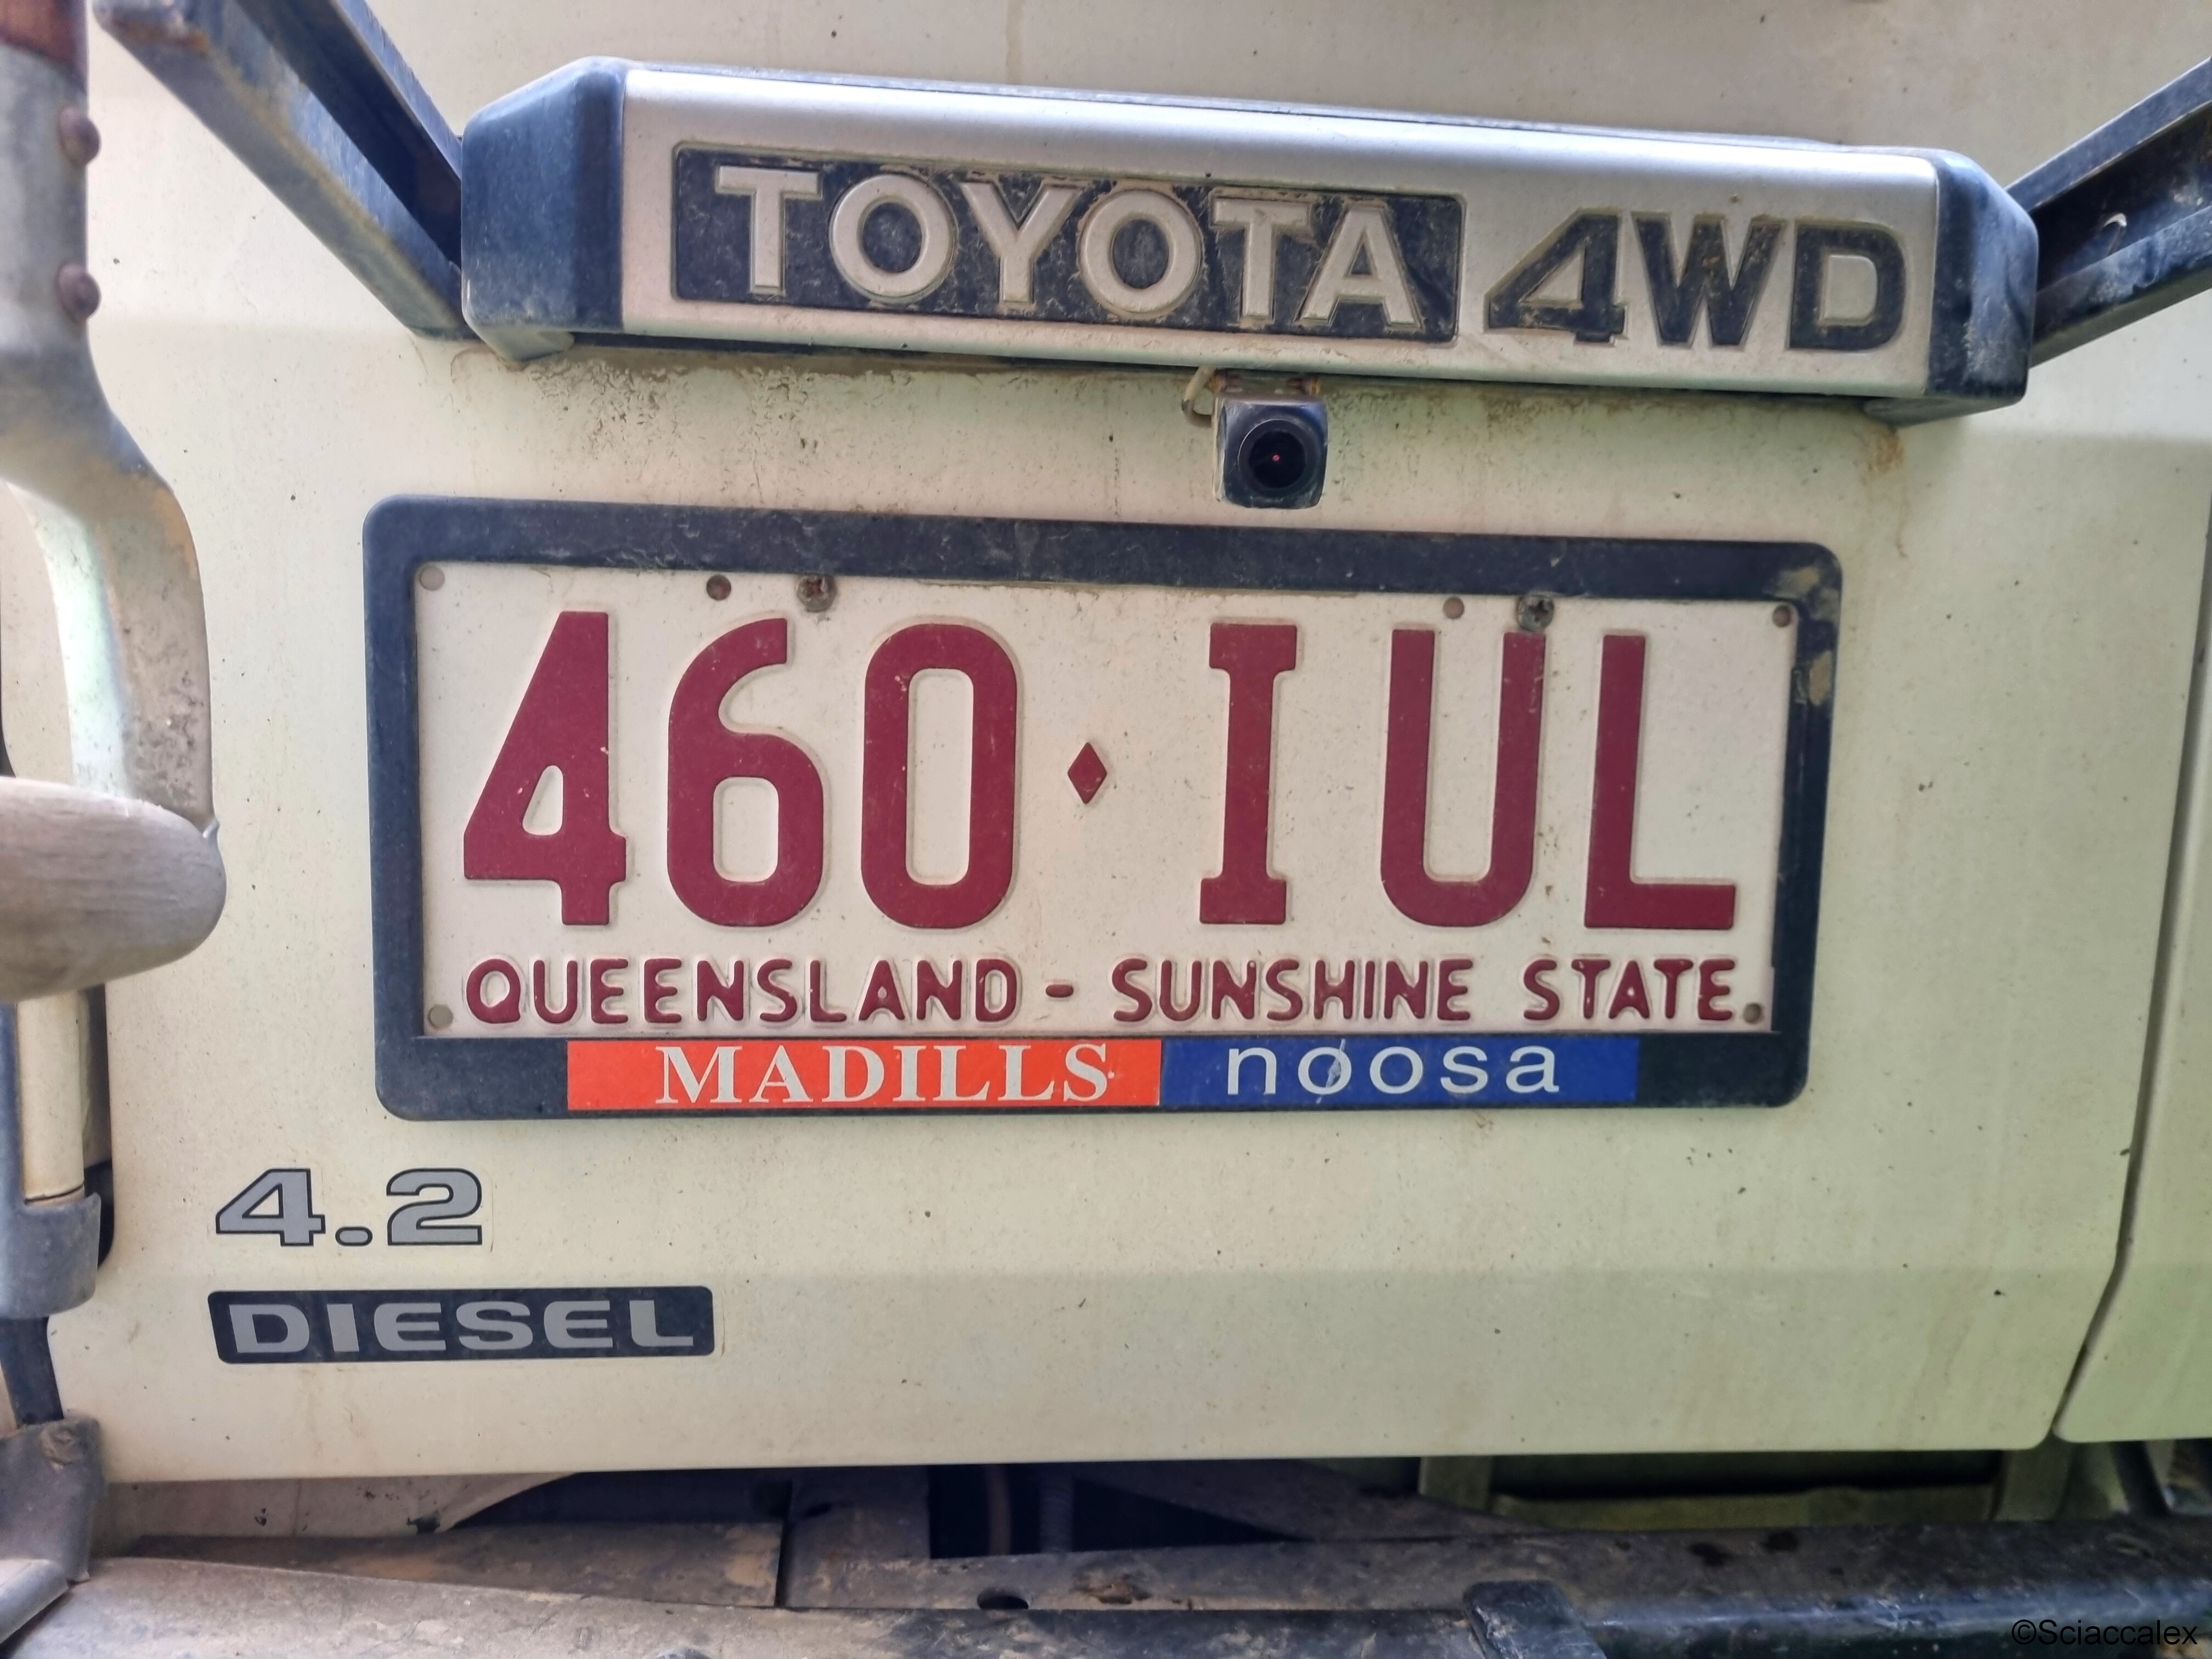 TOYOTA 4WD
460♦IUL
QUEENSLAND - SUNSHINE STATE
MADILLS noosa
4.2
DIESEL
©Sciaccalex